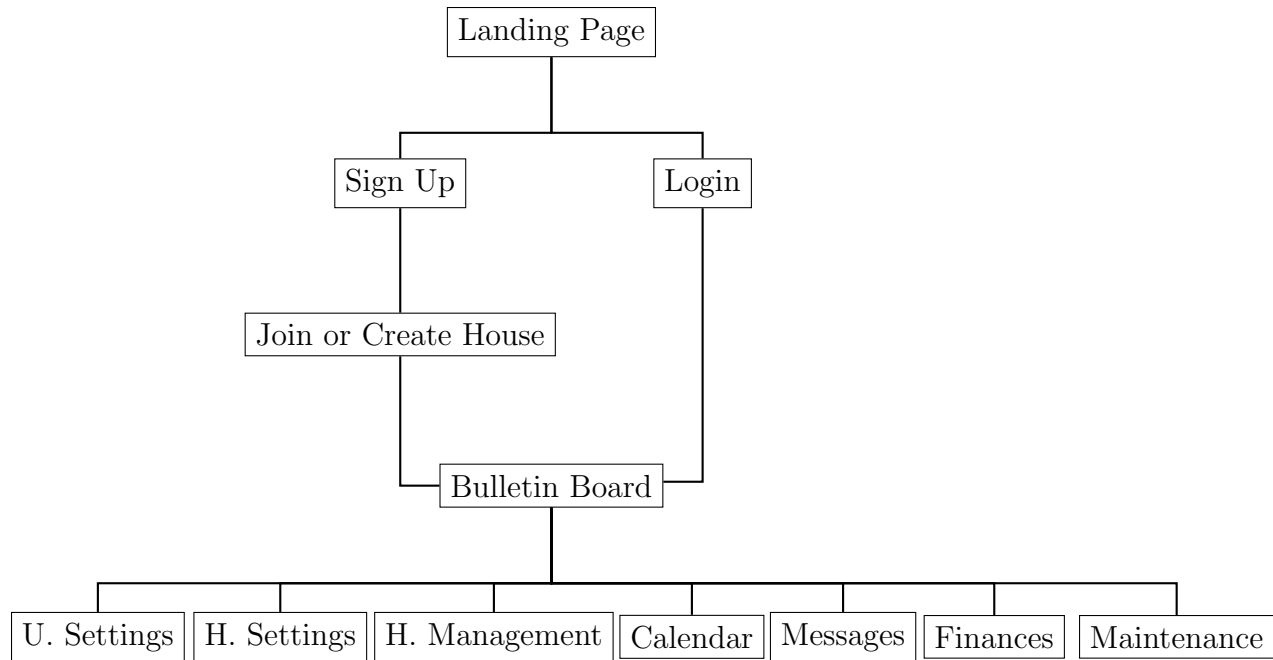 Landing Page
Sign Up
Login
Join or Create House
Bulletin Board
U. Settings
H. Settings
H. Management
Calendar
Messages
Finances
Maintenance